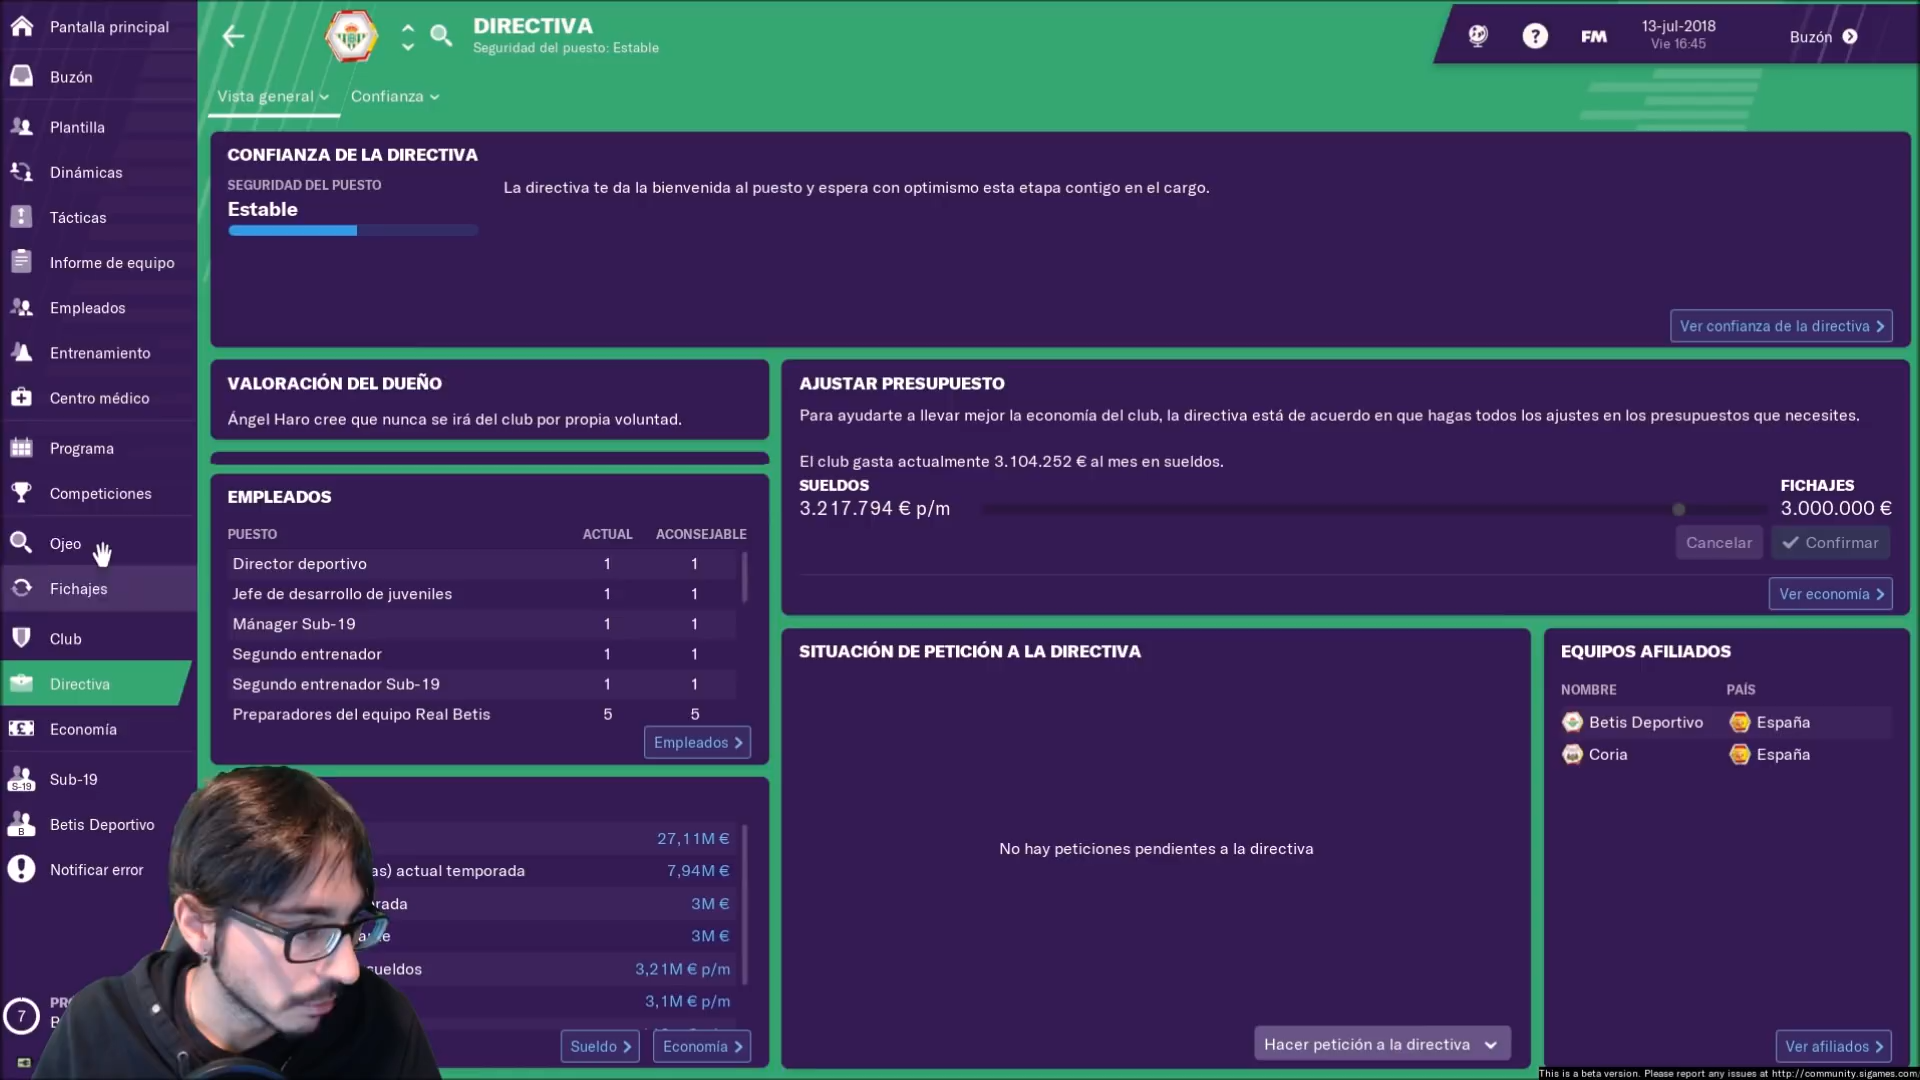 Pantalla principal
Buzón
Plantilla
Dinámicas
Tácticas
Informe de equipo
Empleados
Entrenamiento
Centro médico
Programa
Competiciones
Ojeo
Fichajes
Club
Directiva
Economía
S-19
Sub-19
B
Betis Deportivo
Notificar error
7
DIRECTIVA
Seguridad del puesto: Estable
?
FM
13-jul-2018
Vie 16:45
Buzón
Vista general
Confianza
CONFIANZA DE LA DIRECTIVA
SEGURIDAD DEL PUESTO
Estable
La directiva te da la bienvenida al puesto y espera con optimismo esta etapa contigo en el cargo.
Ver confianza de la directiva
VALORACIÓN DEL DUEÑO
Ángel Haro cree que nunca se irá del club por propia voluntad.
EMPLEADOS
PUESTO ACTUAL ACONSEJABLE
Director deportivo 1 1
Jefe de desarrollo de juveniles 1 1
Mánager Sub-19 1 1
Segundo entrenador 1 1
Segundo entrenador Sub-19 1 1
Preparadores del equipo Real Betis 5 5
Empleados
27,11M €
as) actual temporada 7,94M €
rada 3M €
3M €
sueldos 3,21M € p/m
3,1M € p/m
Sueldo
Economía
AJUSTAR PRESUPUESTO
Para ayudarte a llevar mejor la economía del club, la directiva está de acuerdo en que hagas todos los ajustes en los presupuestos que necesites.
El club gasta actualmente 3.104.252 € al mes en sueldos.
SUELDOS
3.217.794 € p/m
FICHAJES
3.000.000 €
Cancelar
Confirmar
Ver economía
SITUACIÓN DE PETICIÓN A LA DIRECTIVA
No hay peticiones pendientes a la directiva
Hacer petición a la directiva
EQUIPOS AFILIADOS
NOMBRE PAÍS
Betis Deportivo España
Coria España
Ver afiliados
This is a beta version. Please report any issues at http://community.sigames.com